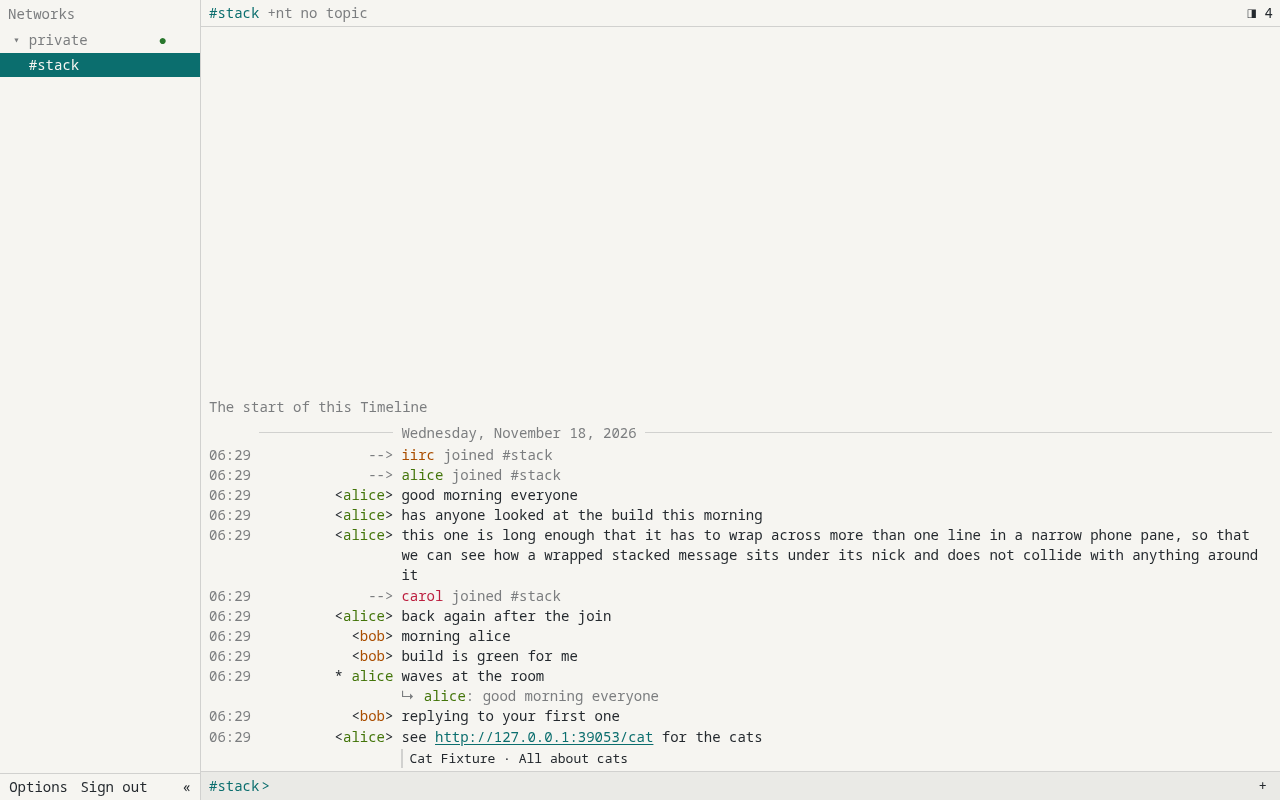 Networks
▾ private ●
#stack
Options Sign out «
#stack +nt no topic ◨ 4
The start of this Timeline
Wednesday, November 18, 2026
06:29 --> iirc joined #stack
06:29 --> alice joined #stack
06:29 <alice> good morning everyone
06:29 <alice> has anyone looked at the build this morning
06:29 <alice> this one is long enough that it has to wrap across more than one line in a narrow phone pane, so that
we can see how a wrapped stacked message sits under its nick and does not collide with anything around
it
06:29 --> carol joined #stack
06:29 <alice> back again after the join
06:29 <bob> morning alice
06:29 <bob> build is green for me
06:29 * alice waves at the room
↳ alice: good morning everyone
06:29 <bob> replying to your first one
06:29 <alice> see http://127.0.0.1:39053/cat for the cats
Cat Fixture · All about cats
#stack> +